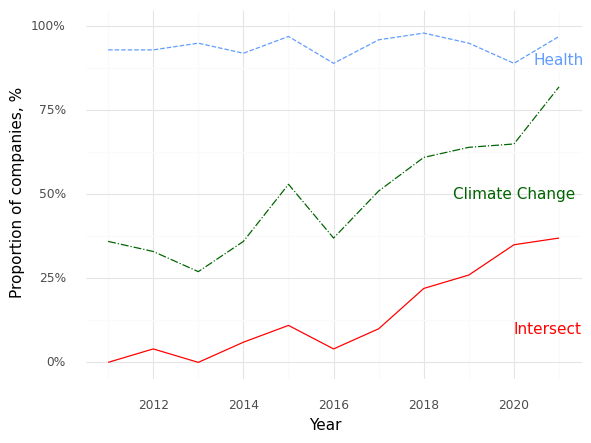 100%
Health
75%
Climate Change
50%
25%
Intersect
0%
2012 2014 2016 2018 2020
Year
Proportion of companies, %